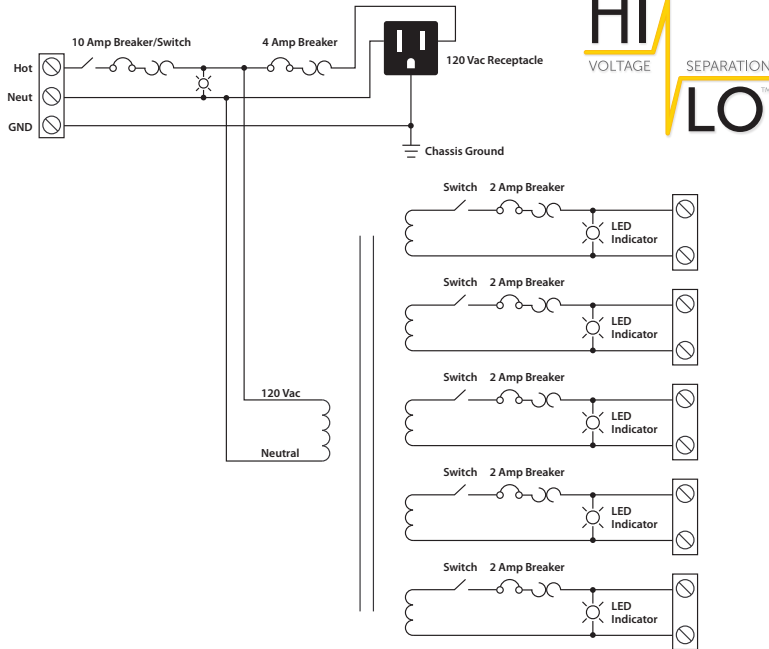 HI
VOLTAGE SEPARATION
LO™
10 Amp Breaker/Switch
4 Amp Breaker
120 Vac Receptacle
Hot
Neut
GND
Chassis Ground
Switch 2 Amp Breaker
LED
Indicator
Switch 2 Amp Breaker
LED
Indicator
120 Vac
Neutral
Switch 2 Amp Breaker
LED
Indicator
Switch 2 Amp Breaker
LED
Indicator
Switch 2 Amp Breaker
LED
Indicator